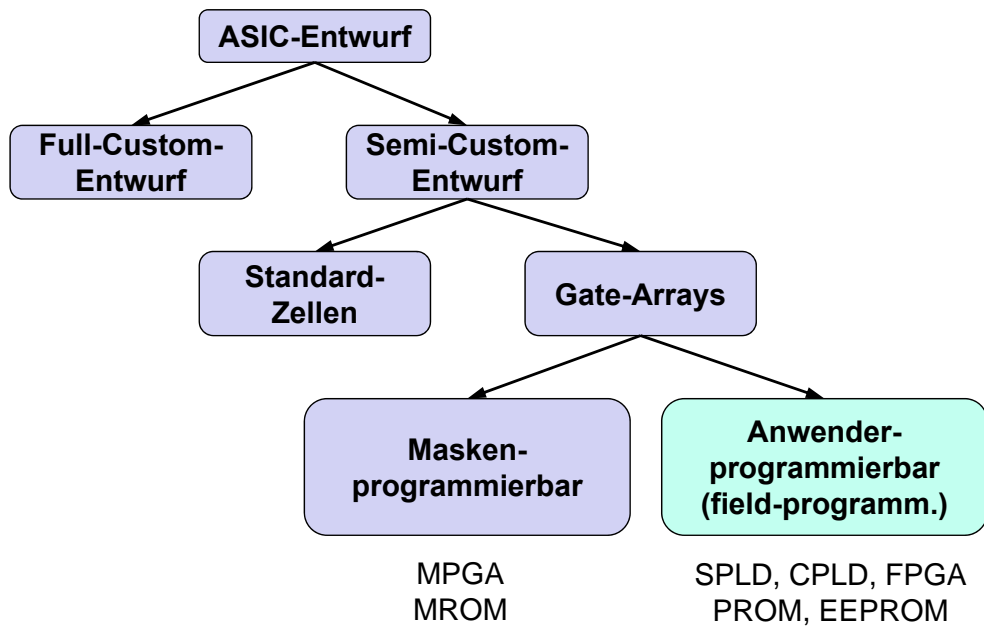 ASIC-Entwurf
Full-Custom-
Entwurf
Semi-Custom-
Entwurf
Standard-
Zellen
Gate-Arrays
Masken-
programmierbar
Anwender-
programmierbar
(field-programm.)
MPGA
MROM
SPLD, CPLD, FPGA
PROM, EEPROM